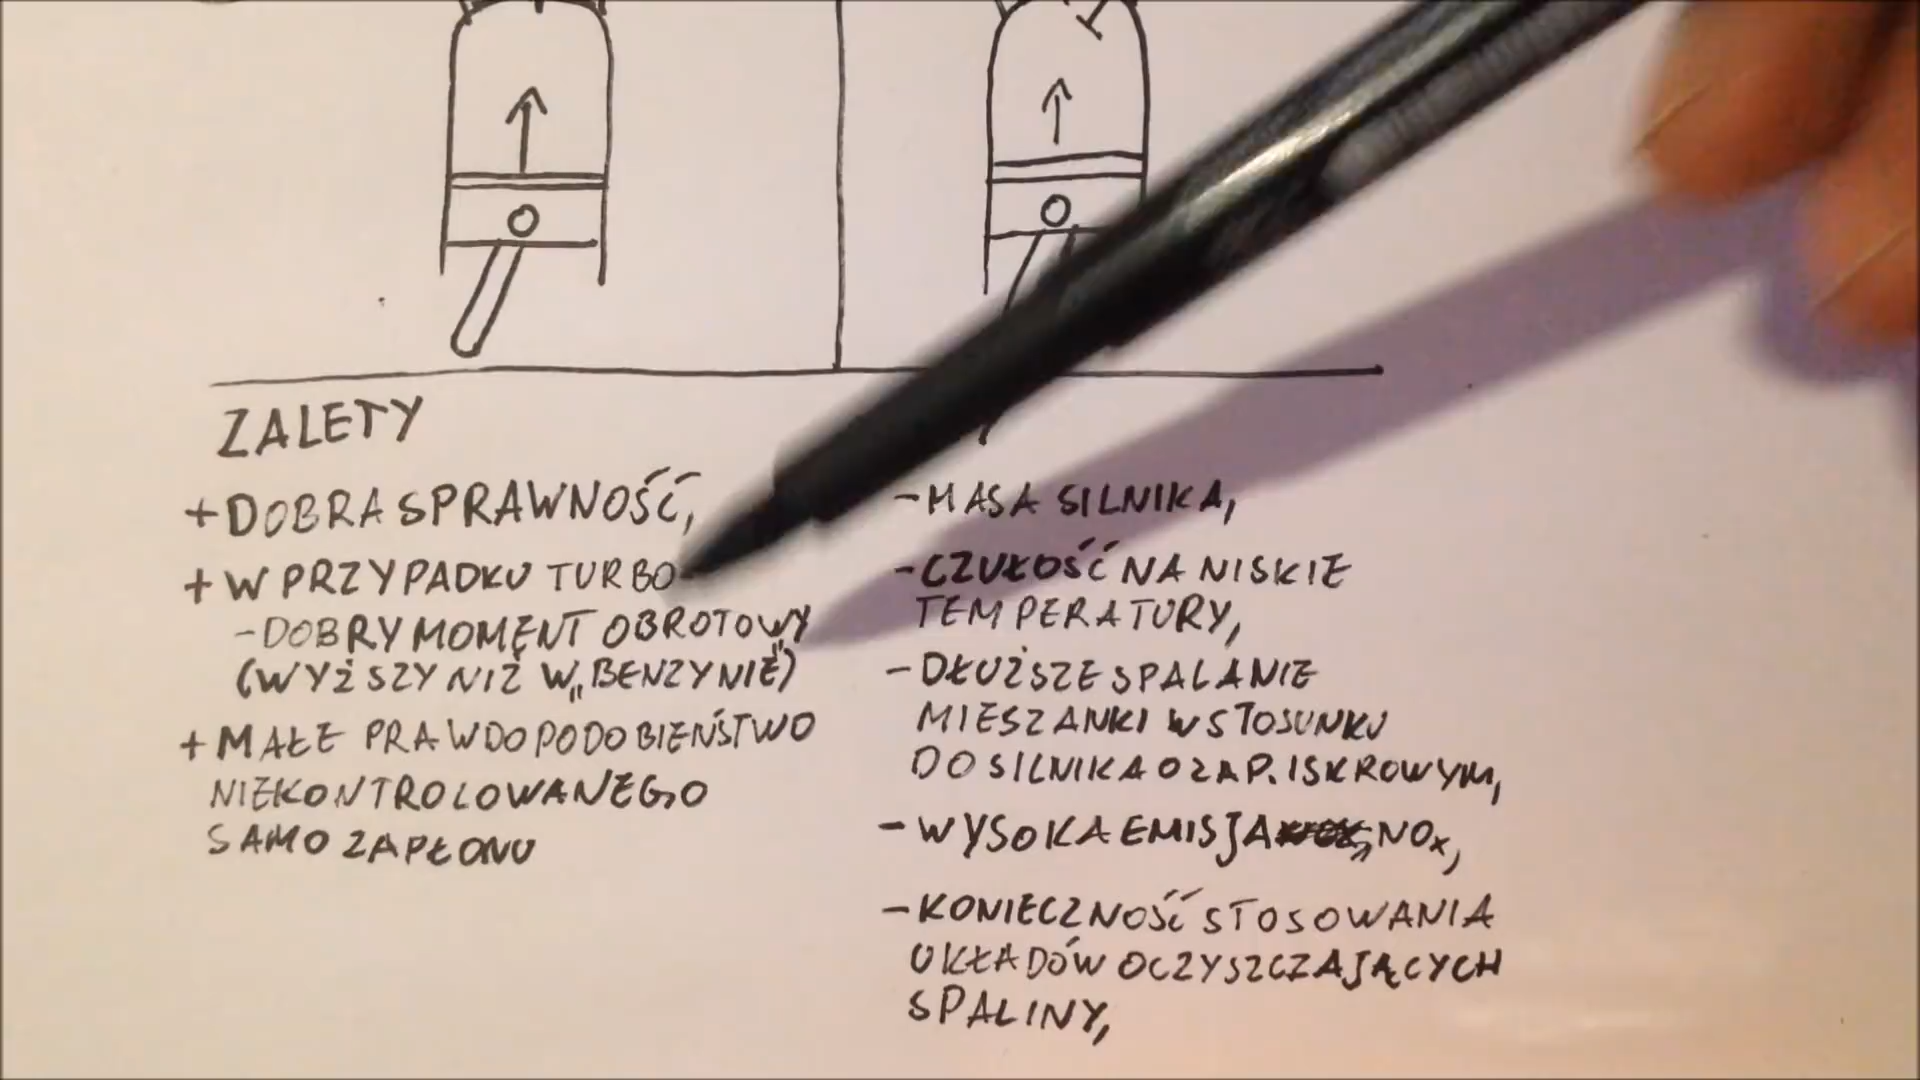 ZALETY
+ DOBRA SPRAWNOŚĆ,
+ W PRZYPADKU TURBO
- DOBRY MOMENT OBROTOWY
(WYŻSZY NIŻ W „BENZYNIE")
+ MAŁE PRAWDOPODOBIEŃSTWO
NIEKONTROLOWANEGO
SAMOZAPŁONU
- MASA SILNIKA,
- CZUŁOŚĆ NA NISKIE
TEMPERATURY,
- DŁUŻSZE SPALANIE
MIESZANKI W STOSUNKU
DO SILNIKA O ZAP. ISKROWYM,
- WYSOKA EMISJA NOx,
- KONIECZNOŚĆ STOSOWANIA
UKŁADÓW OCZYSZCZAJĄCYCH
SPALINY,